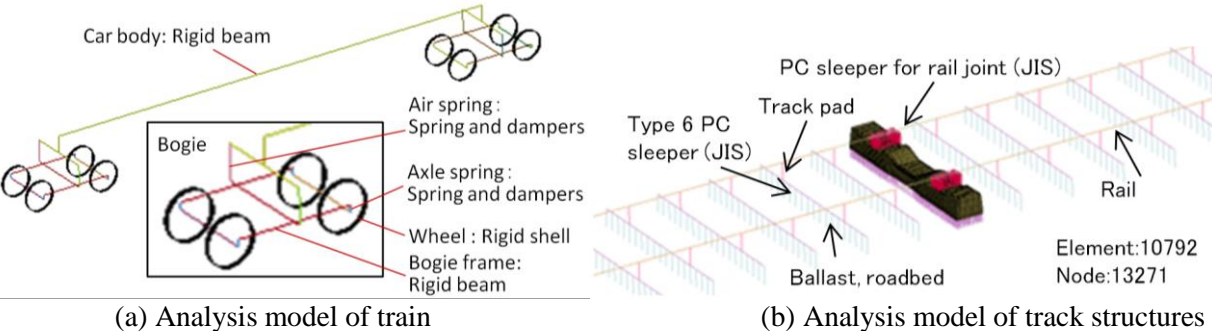 Car body: Rigid beam
Bogie
Air spring :
Spring and dampers
Axle spring :
Spring and dampers
Wheel : Rigid shell
Bogie frame:
Rigid beam
(a) Analysis model of train
PC sleeper for rail joint (JIS)
Track pad
Type 6 PC
sleeper (JIS)
Rail
Ballast, roadbed
Element:10792
Node:13271
(b) Analysis model of track structures